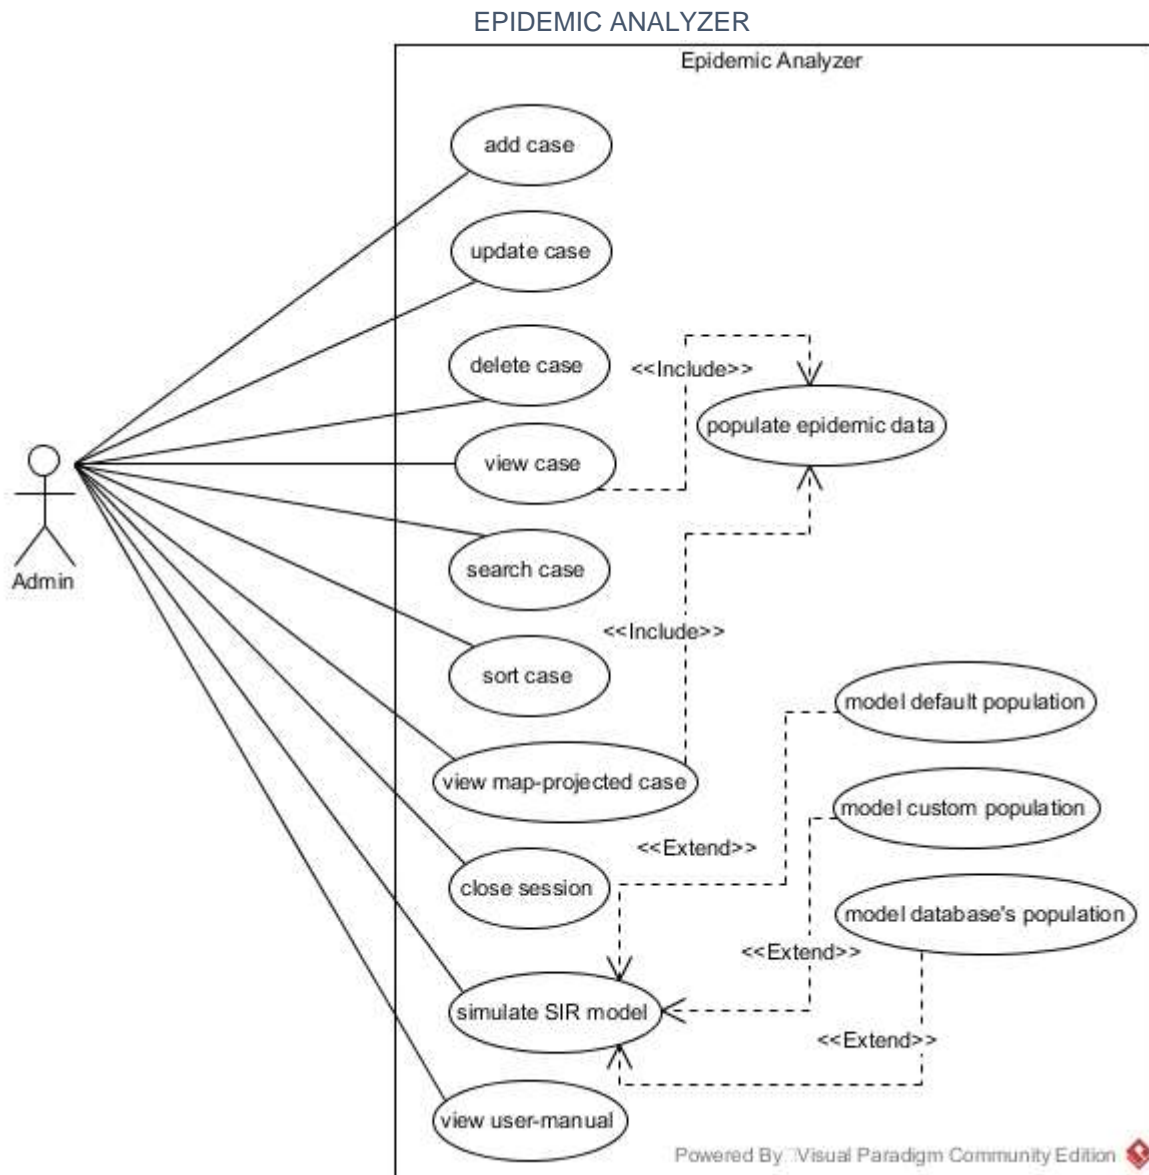 EPIDEMIC ANALYZER
Epidemic Analyzer
add case
update case
delete case
<<Include>>
populate epidemic data
view case
search case
Admin
<<Include>>
sort case
model default population
view map-projected case
model custom population
<<Extend>>
close session
model database's population
<<Extend>>
simulate SIR model
<<Extend>>
view user-manual
Powered By Visual Paradigm Community Edition